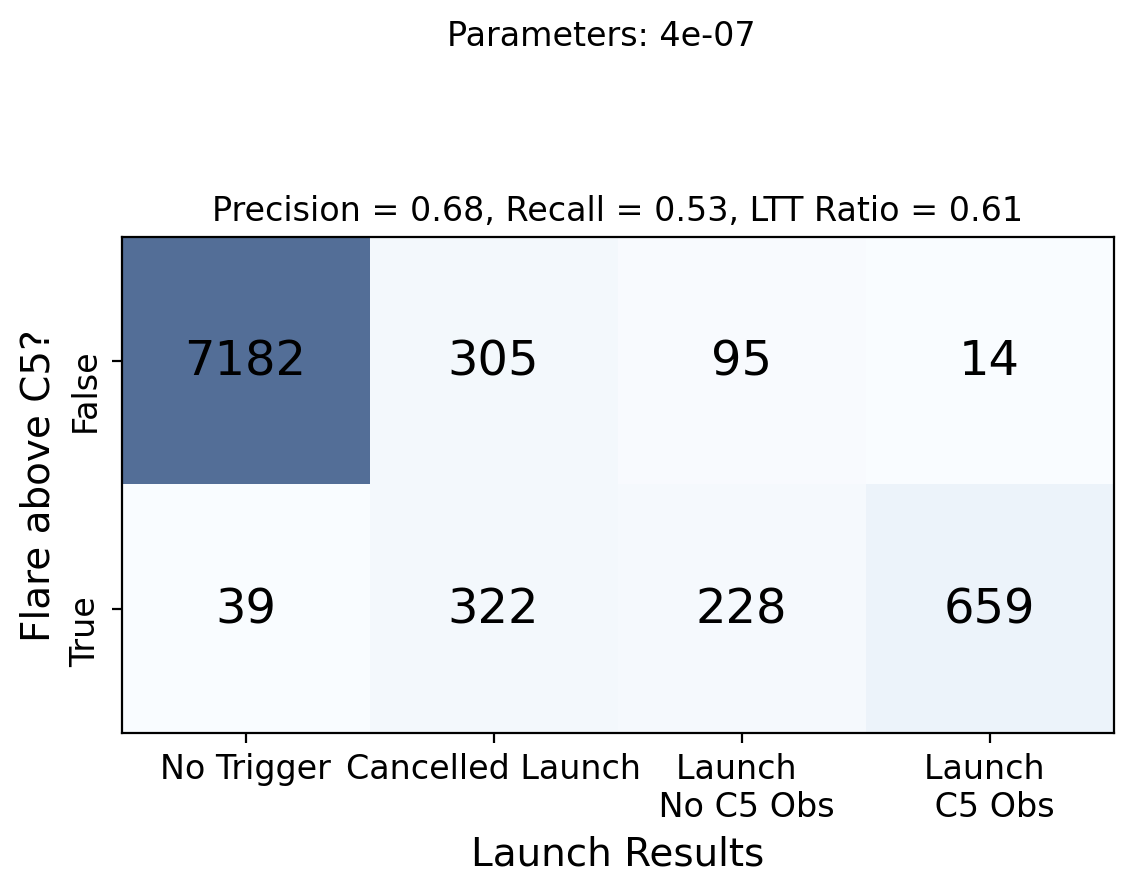 Parameters: 4e-07
Precision = 0.68, Recall = 0.53, LTT Ratio = 0.61
Flare above C5?
False
7182 305 95 14
True
39 322 228 659
No Trigger Cancelled Launch Launch Launch
No C5 Obs C5 Obs
Launch Results